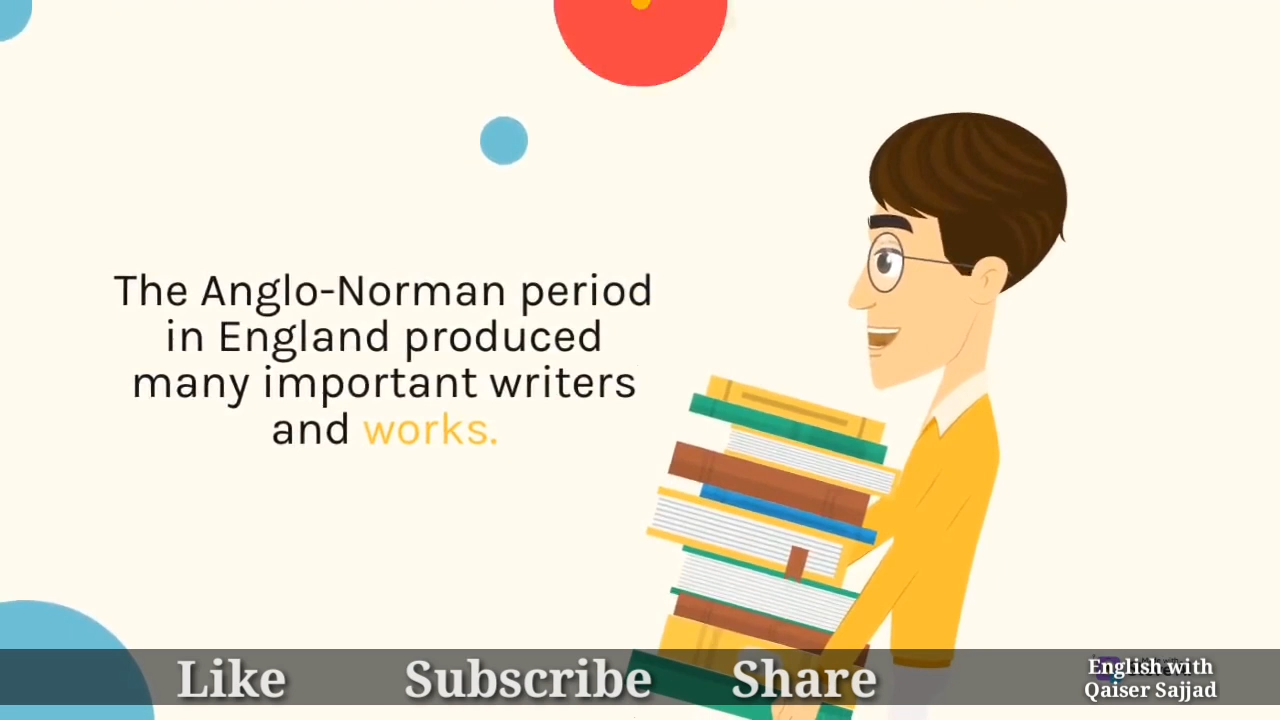 The Anglo-Norman period
in England produced
many important writers
and works.
Like Subscribe Share
English with
Qaiser Sajjad